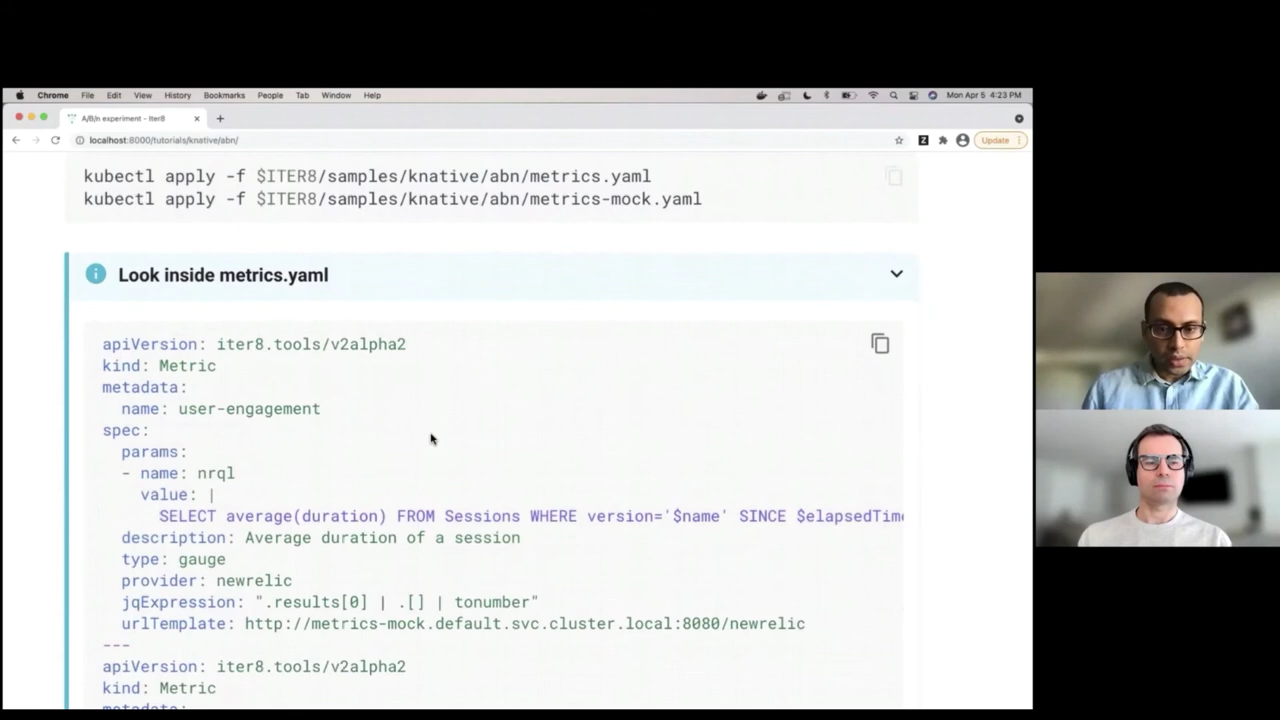 Chrome File Edit View History Bookmarks People Tab Window Help Mon Apr 5 4:23 PM
A/B/n experiment - Iter8
localhost:8000/tutorials/knative/abn/ Update
kubectl apply -f $ITER8/samples/knative/abn/metrics.yaml
kubectl apply -f $ITER8/samples/knative/abn/metrics-mock.yaml
Look inside metrics.yaml
apiVersion: iter8.tools/v2alpha2
kind: Metric
metadata:
name: user-engagement
spec:
params:
- name: nrql
value: |
SELECT average(duration) FROM Sessions WHERE version='$name' SINCE $elapsedTime
description: Average duration of a session
type: gauge
provider: newrelic
jqExpression: ".results[0] | .[] | tonumber"
urlTemplate: http://metrics-mock.default.svc.cluster.local:8080/newrelic
---
apiVersion: iter8.tools/v2alpha2
kind: Metric
metadata: